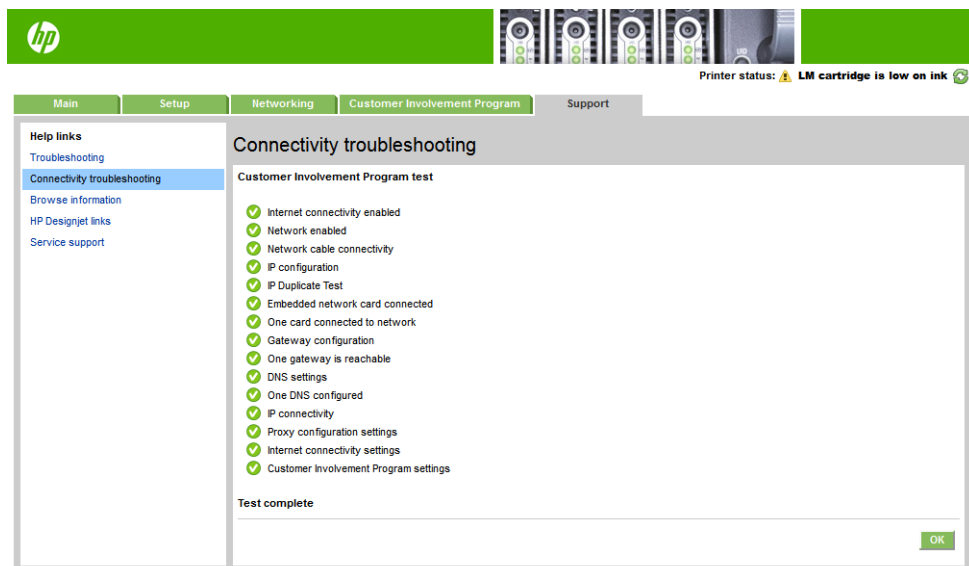 hp
UID
Printer status: LM cartridge is low on ink
Main Setup Networking Customer Involvement Program Support
Help links
Troubleshooting
Connectivity troubleshooting
Browse information
HP Designjet links
Service support
Connectivity troubleshooting
Customer Involvement Program test
Internet connectivity enabled
Network enabled
Network cable connectivity
IP configuration
IP Duplicate Test
Embedded network card connected
One card connected to network
Gateway configuration
One gateway is reachable
DNS settings
One DNS configured
IP connectivity
Proxy configuration settings
Internet connectivity settings
Customer Involvement Program settings
Test complete
OK